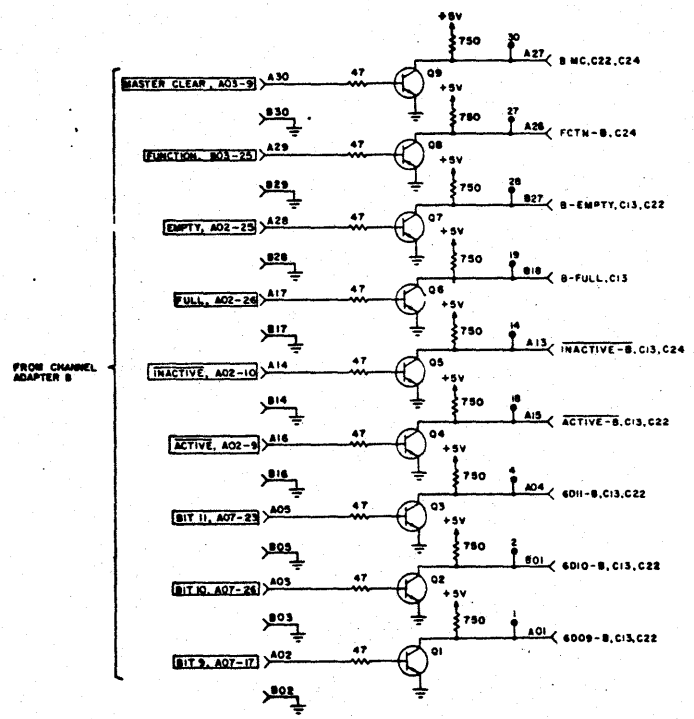 +5V
750
30
A27
B MC, C22, C24
MASTER CLEAR, A03-9
A30
47
Q9
+5V
B30
750
27
A26
FCTN-B, C24
FUNCTION, B03-25
A29
47
Q8
+5V
B29
750
28
B27
B-EMPTY, C13, C22
EMPTY, A02-25
A28
47
Q7
+5V
B28
750
19
B18
B-FULL, C13
FULL, A02-26
A17
47
Q6
+5V
B17
750
14
A13
INACTIVE-B, C13, C24
FROM CHANNEL
ADAPTER B
INACTIVE, A02-10
A14
47
Q5
+5V
B14
750
18
A15
ACTIVE-B, C13, C22
ACTIVE, A02-9
A16
47
Q4
+5V
B16
750
4
A04
6D11-B, C13, C22
BIT 11, A07-23
A05
47
Q3
+5V
B05
750
2
B01
6D10-B, C13, C22
BIT 10, A07-26
A03
47
Q2
+5V
B03
750
1
A01
6D09-B, C13, C22
BIT 9, A07-17
A02
47
Q1
B02